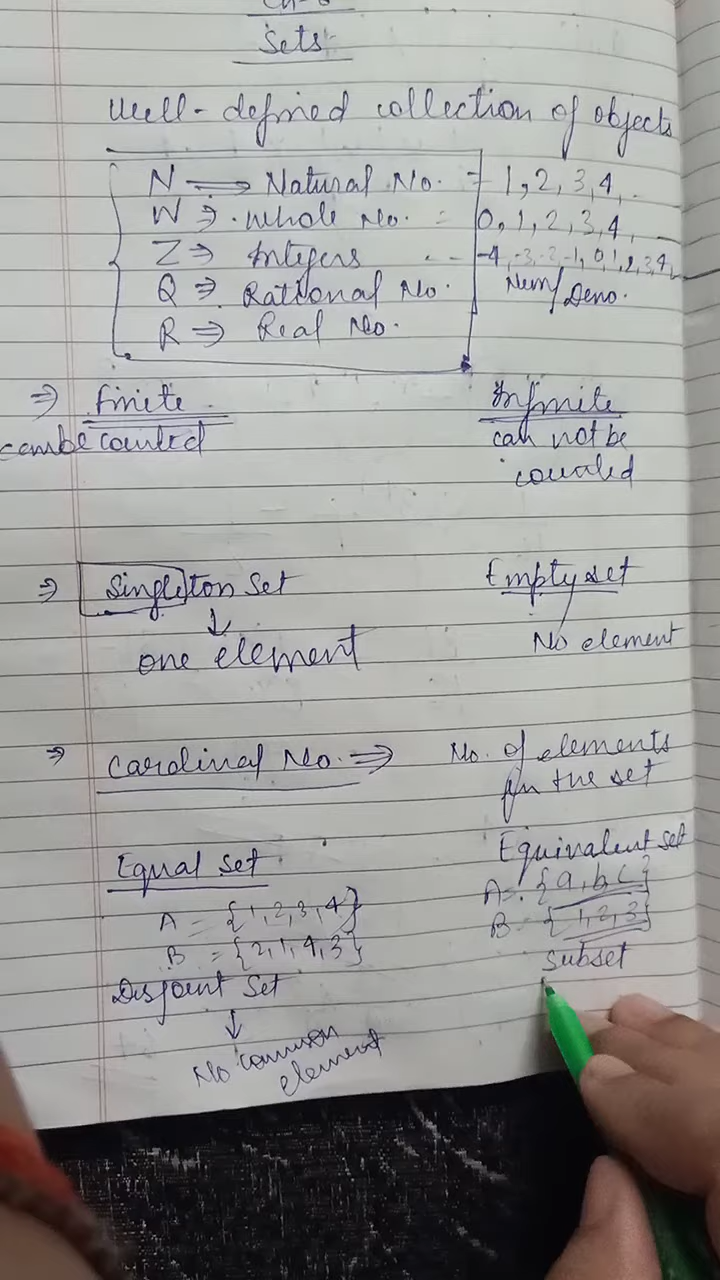 Sets
Well-defined collection of objects
N ⟹ Natural No. = 1, 2, 3, 4, .
W ⇒ Whole No. = 0, 1, 2, 3, 4,
Z ⇒ Integers .. -4, -3, -2, -1, 0, 1, 2, 3, 4,
Q ⇒ Rational No. Num/Deno.
R ⇒ Real No.
⇒ finite Infinite
can be counted can not be
counted
⇒ Singleton Set Empty set
↓
one element No element
⇒ Cardinal No. ⟹ No. of elements
in the set
Equal Set Equivalent set
A = {1, 2, 3, 4} A = {a, b, c}
B = {2, 1, 4, 3} B = {1, 2, 3}
Disjoint Set Subset
↓
No common
element